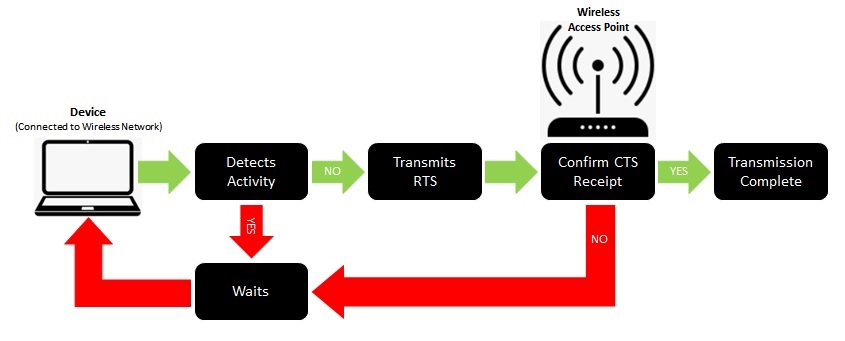 Wireless
Access Point
Device
(Connected to Wireless Network)
Detects
Activity
NO
Transmits
RTS
Confirm CTS
Receipt
YES
Transmission
Complete
YES
NO
Waits